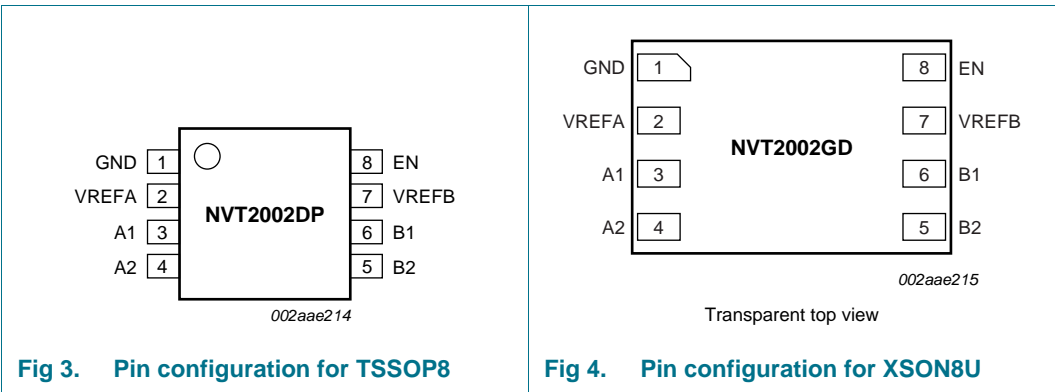 GND 1
VREFA 2
A1 3
A2 4
8 EN
7 VREFB
6 B1
5 B2
NVT2002DP
002aae214
Fig 3. Pin configuration for TSSOP8
GND 1
VREFA 2
A1 3
A2 4
8 EN
7 VREFB
6 B1
5 B2
NVT2002GD
002aae215
Transparent top view
Fig 4. Pin configuration for XSON8U